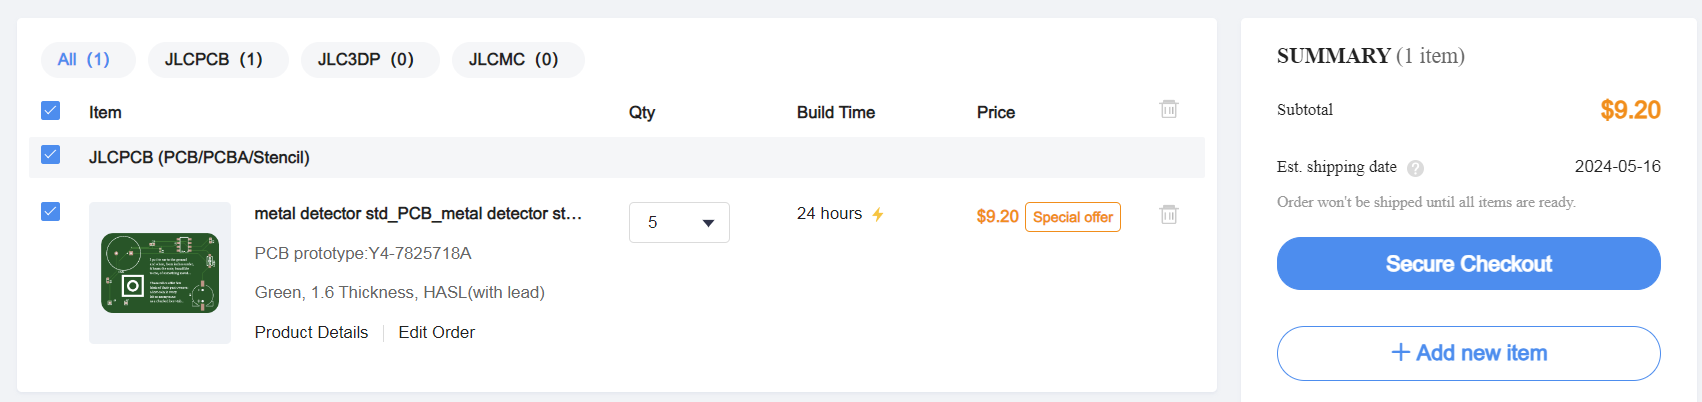 All (1)
JLCPCB (1)
JLC3DP (0)
JLCMC (0)
Item
Qty
Build Time
Price
JLCPCB (PCB/PCBA/Stencil)
metal detector std_PCB_metal detector st...
5
24 hours
$9.20
Special offer
PCB prototype:Y4-7825718A
Green, 1.6 Thickness, HASL(with lead)
Product Details
Edit Order
SUMMARY (1 item)
Subtotal
$9.20
Est. shipping date ?
2024-05-16
Order won't be shipped until all items are ready.
Secure Checkout
+ Add new item